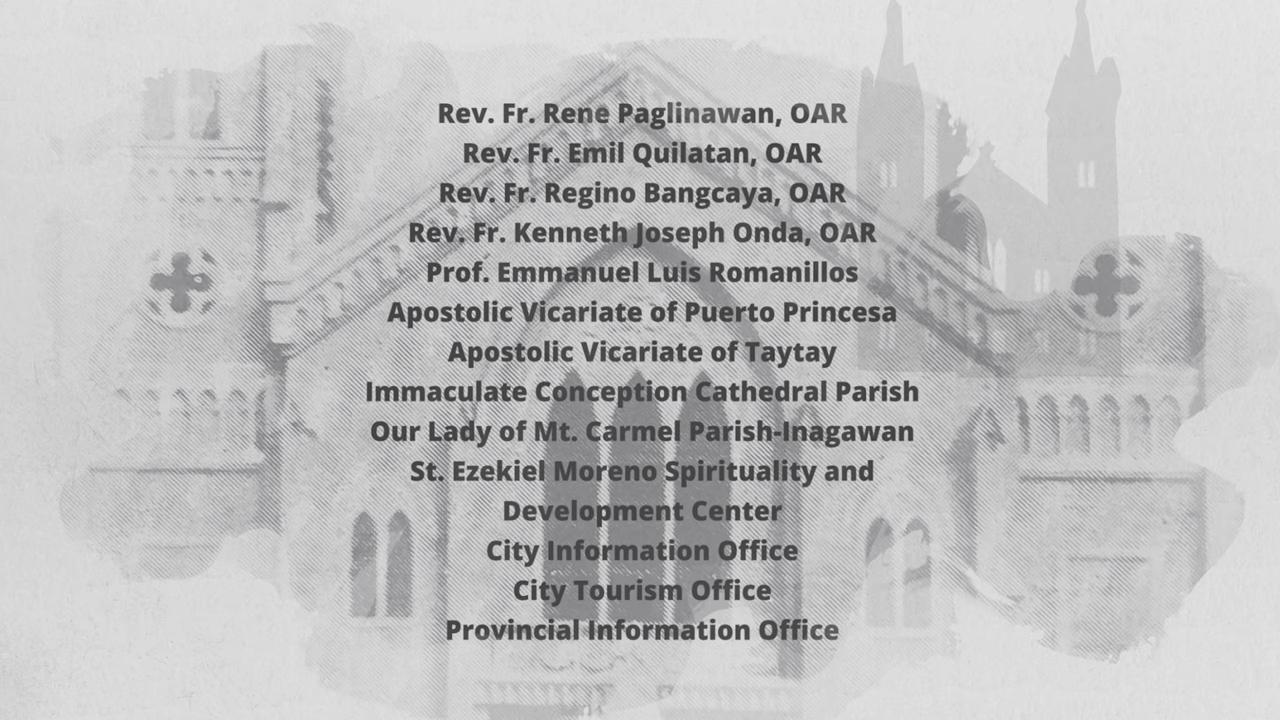 Rev. Fr. Rene Paglinawan, OAR
Rev. Fr. Emil Quilatan, OAR
Rev. Fr. Regino Bangcaya, OAR
Rev. Fr. Kenneth Joseph Onda, OAR
Prof. Emmanuel Luis Romanillos
Apostolic Vicariate of Puerto Princesa
Apostolic Vicariate of Taytay
Immaculate Conception Cathedral Parish
Our Lady of Mt. Carmel Parish-Inagawan
St. Ezekiel Moreno Spirituality and
Development Center
City Information Office
City Tourism Office
Provincial Information Office